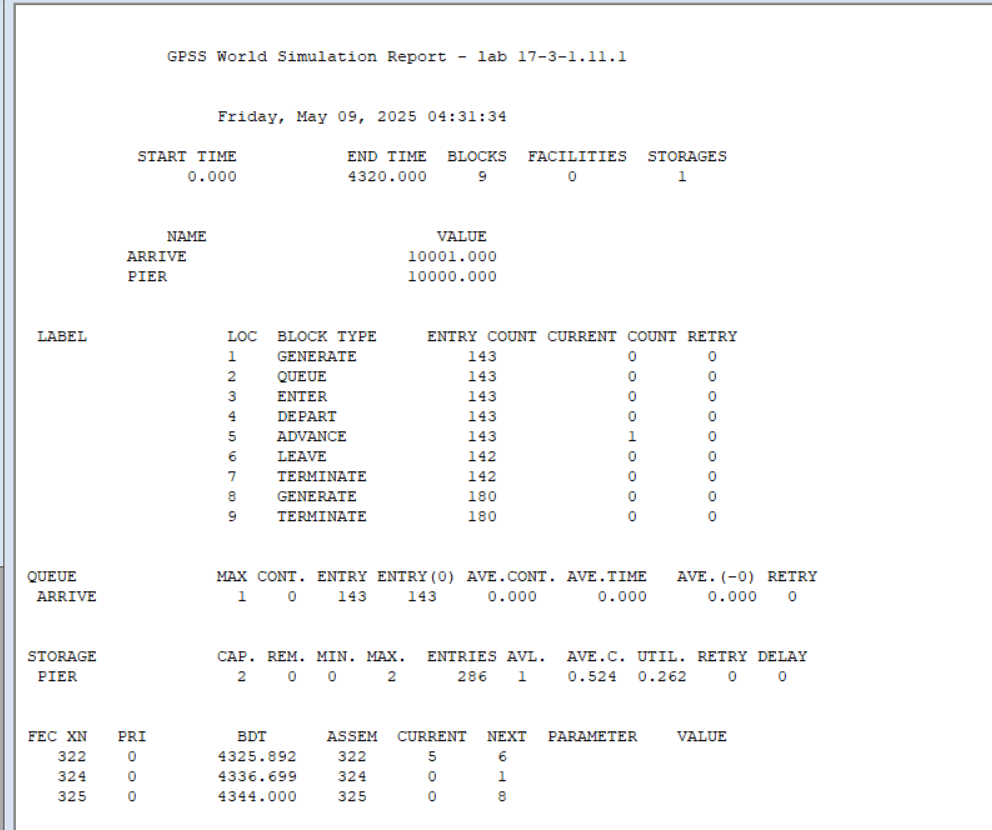 GPSS World Simulation Report - lab 17-3-1.11.1
Friday, May 09, 2025 04:31:34
START TIME END TIME BLOCKS FACILITIES STORAGES
0.000 4320.000 9 0 1
NAME VALUE
ARRIVE 10001.000
PIER 10000.000
LABEL LOC BLOCK TYPE ENTRY COUNT CURRENT COUNT RETRY
1 GENERATE 143 0 0
2 QUEUE 143 0 0
3 ENTER 143 0 0
4 DEPART 143 0 0
5 ADVANCE 143 1 0
6 LEAVE 142 0 0
7 TERMINATE 142 0 0
8 GENERATE 180 0 0
9 TERMINATE 180 0 0
QUEUE MAX CONT. ENTRY ENTRY(0) AVE.CONT. AVE.TIME AVE.(-0) RETRY
ARRIVE 1 0 143 143 0.000 0.000 0.000 0
STORAGE CAP. REM. MIN. MAX. ENTRIES AVL. AVE.C. UTIL. RETRY DELAY
PIER 2 0 0 2 286 1 0.524 0.262 0 0
FEC XN PRI BDT ASSEM CURRENT NEXT PARAMETER VALUE
322 0 4325.892 322 5 6
324 0 4336.699 324 0 1
325 0 4344.000 325 0 8